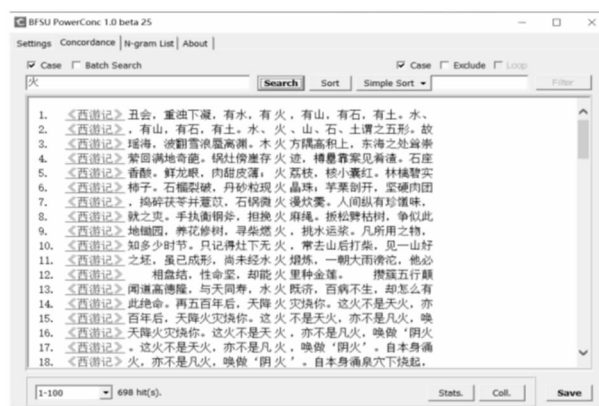 BFSU PowerConc 1.0 beta 25
Settings Concordance N-gram List About
Case Batch Search Case Exclude Loop
火 Search Sort Simple Sort Filter
1. 《西游记》 丑会，重浊下凝，有水，有 火 ，有山，有石，有土。水、
2. 《西游记》 ，有山，有石，有土。水、 火 、山、石、土谓之五形。故
3. 《西游记》 瑶海，波翻雪浪蜃离渊。木 火 方隅高积上，东海之处耸崇
4. 《西游记》 萦回满地奇葩。锅灶傍崖存 火 迹，樽罍靠案见肴渣。石座
5. 《西游记》 香酸。鲜龙眼，肉甜皮薄； 火 荔枝，核小囊红。林檎碧实
6. 《西游记》 柿子。石榴裂破，丹砂粒现 火 晶珠；芋栗剖开，坚硬肉团
7. 《西游记》 ，捣碎茯苓并薏苡，石锅微 火 漫炊羹。人间纵有珍馐味，
8. 《西游记》 就之爽。手执衡钢斧，担挽 火 麻绳。扳松劈枯树，争似此
9. 《西游记》 地锄园，养花修树，寻柴燃 火 ，挑水运浆。凡所用之物，
10. 《西游记》 知多少时节。只记得灶下无 火 ，常去山后打柴，见一山好
11. 《西游记》 之坯，虽已成形，尚未经水 火 煅炼，一朝大雨滂沱，他必
12. 《西游记》 相盘结，性命坚，却能 火 里种金莲。 攒簇五行颠
13. 《西游记》 闻道高德隆，与天同寿，水 火 既济，百病不生，却怎么有
14. 《西游记》 此绝命。再五百年后，天降 火 灾烧你。这火不是天火，亦
15. 《西游记》 百年后，天降火灾烧你。这 火 不是天火，亦不是凡火，唤
16. 《西游记》 天降火灾烧你。这火不是天 火 ，亦不是凡火，唤做‘阴火
17. 《西游记》 。这火不是天火，亦不是凡 火 ，唤做‘阴火’。自本身涌
18. 《西游记》 火，亦不是凡火，唤做‘阴 火 ’。自本身涌泉穴下烧起，
1-100 698 hit(s). Stats. Coll. Save